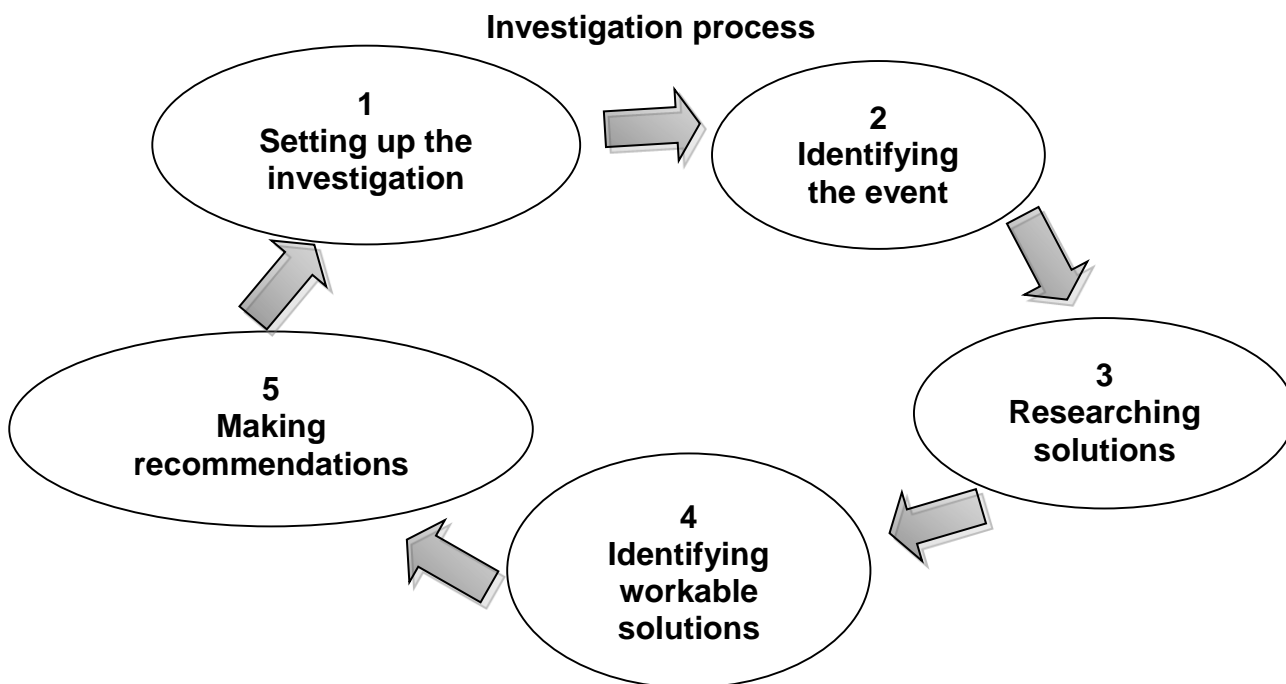 Investigation process
1
Setting up the
investigation
2
Identifying
the event
3
Researching
solutions
4
Identifying
workable
solutions
5
Making
recommendations